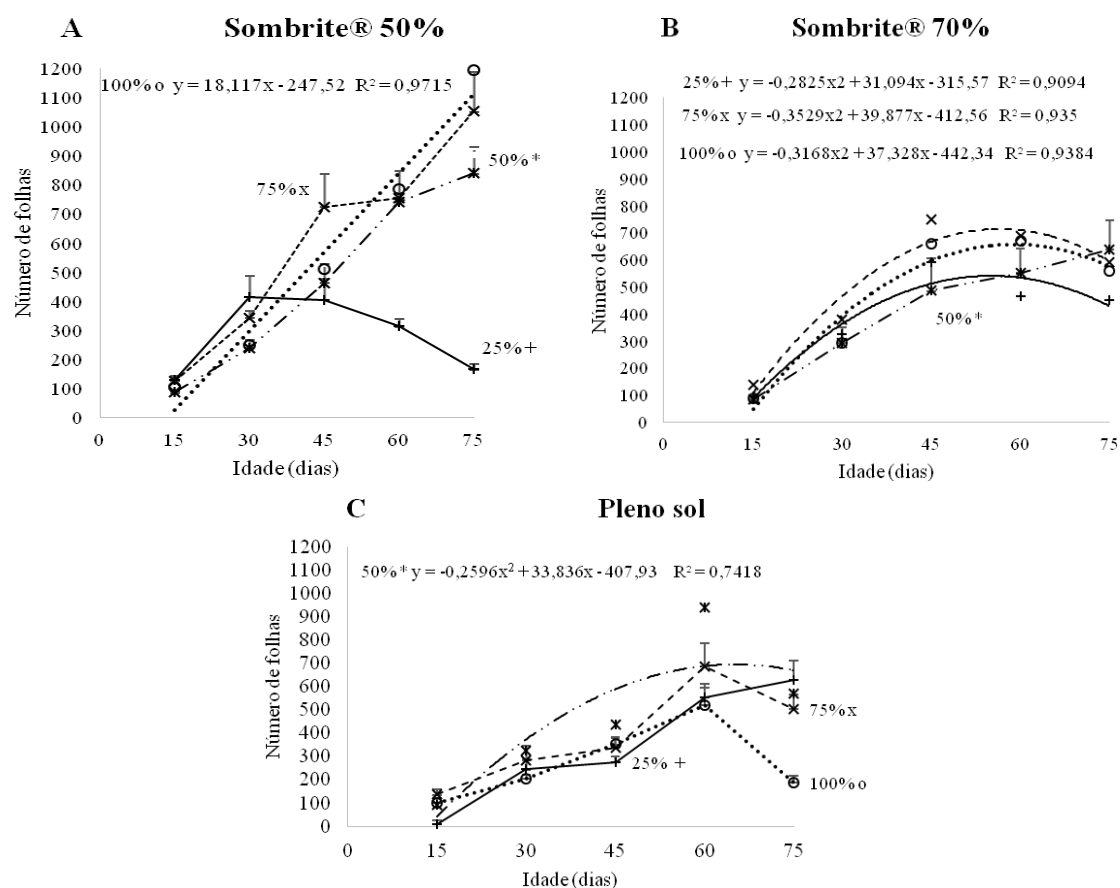 A
Sombrite® 50%
100% o y = 18,117x - 247,52 R² = 0,9715
Número de folhas
1200
1100
1000
900
800
700
600
500
400
300
200
100
0
75%x
50%*
25%+
0 15 30 45 60 75
Idade (dias)
B
Sombrite® 70%
25%+ y = -0,2825x2 + 31,094x - 315,57 R² = 0,9094
75%x y = -0,3529x2 + 39,877x - 412,56 R² = 0,935
100% o y = -0,3168x2 + 37,328x - 442,34 R² = 0,9384
Número de folhas
1200
1100
1000
900
800
700
600
500
400
300
200
100
0
50%*
0 15 30 45 60 75
Idade (dias)
C
Pleno sol
50%* y = -0,2596x² + 33,836x - 407,93 R² = 0,7418
Número de folhas
1200
1100
1000
900
800
700
600
500
400
300
200
100
0
75%x
25% +
100% o
0 15 30 45 60 75
Idade (dias)